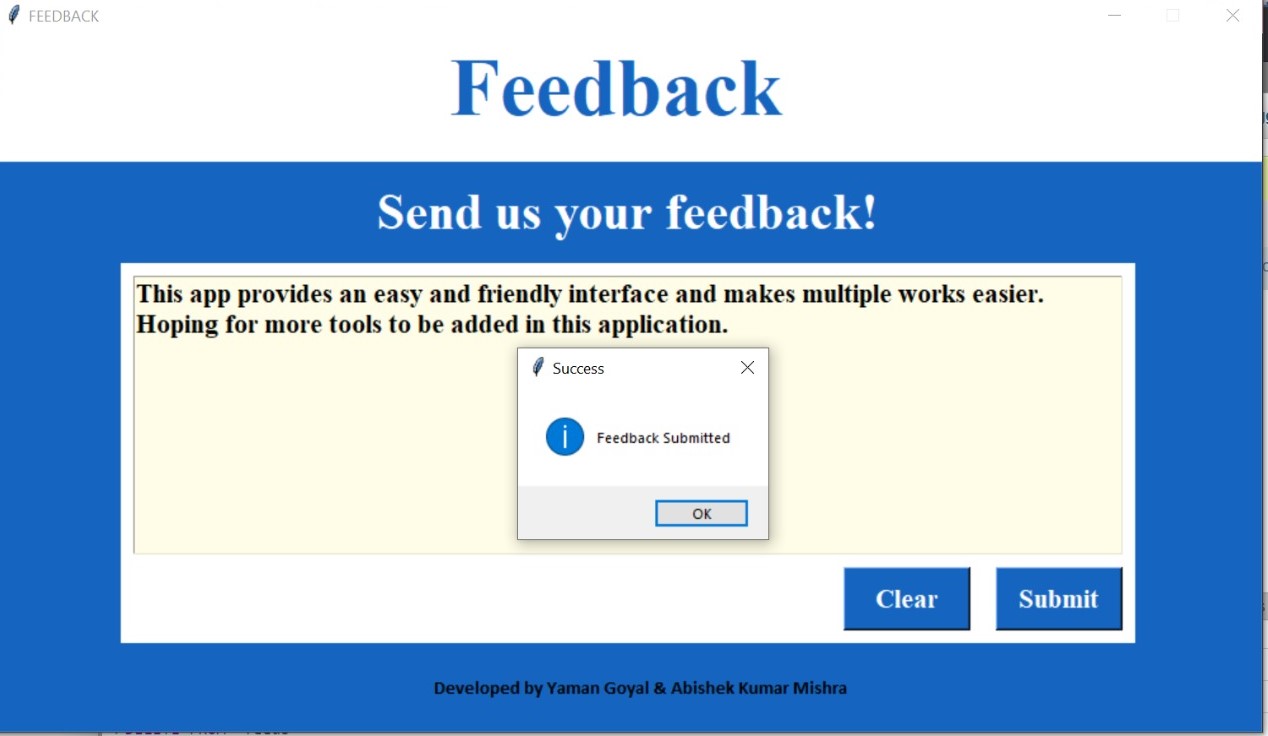 FEEDBACK
Feedback
Send us your feedback!
This app provides an easy and friendly interface and makes multiple works easier.
Hoping for more tools to be added in this application.
Success
Feedback Submitted
OK
Clear
Submit
Developed by Yaman Goyal & Abishek Kumar Mishra